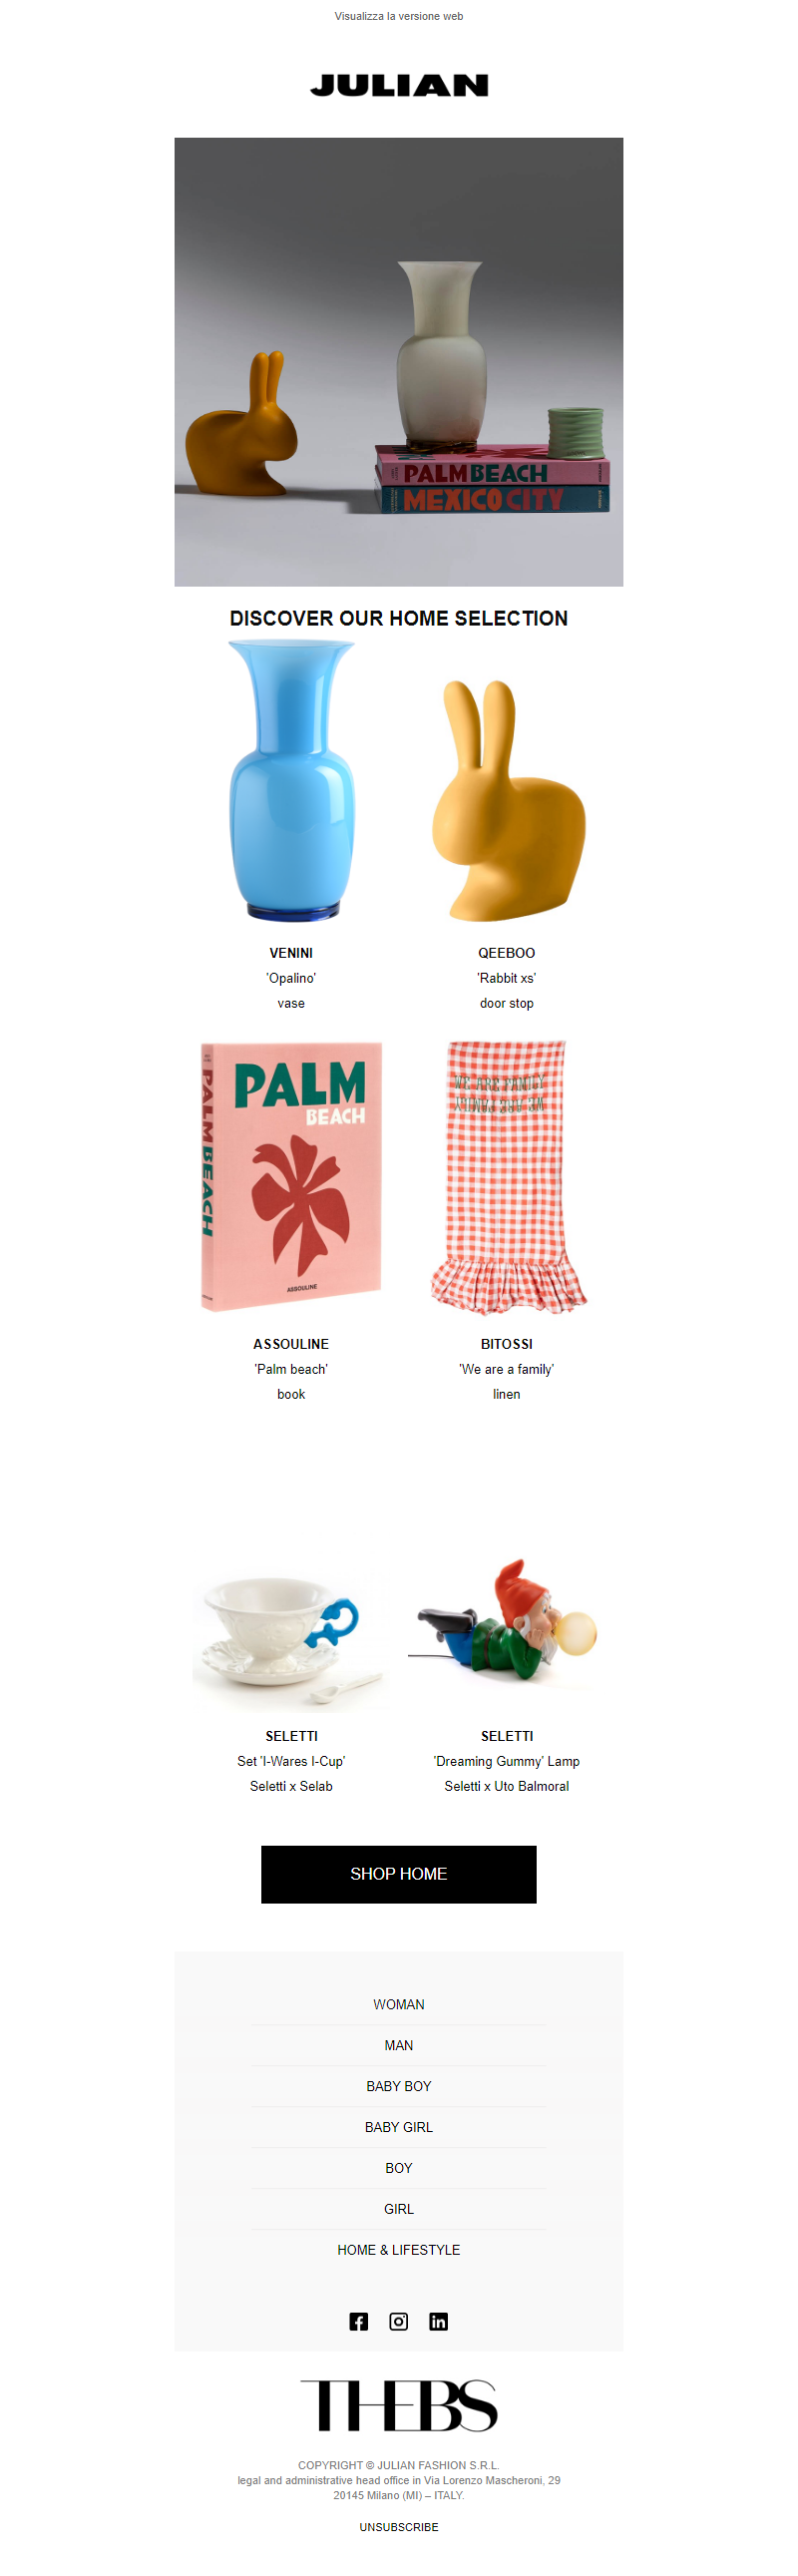 Visualizza la versione web
JULIAN
PALM BEACH
MEXICO CITY
DISCOVER OUR HOME SELECTION
VENINI
'Opalino'
vase
QEEBOO
'Rabbit xs'
door stop
PALM BEACH
PALM
BEACH
ASSOULINE
WE ARE FAMILY
WE ARE FAMILY
ASSOULINE
'Palm beach'
book
BITOSSI
'We are a family'
linen
SELETTI
Set 'I-Wares I-Cup'
Seletti x Selab
SELETTI
'Dreaming Gummy' Lamp
Seletti x Uto Balmoral
SHOP HOME
WOMAN
MAN
BABY BOY
BABY GIRL
BOY
GIRL
HOME & LIFESTYLE
THEBS
COPYRIGHT © JULIAN FASHION S.R.L.
legal and administrative head office in Via Lorenzo Mascheroni, 29
20145 Milano (MI) – ITALY.
UNSUBSCRIBE